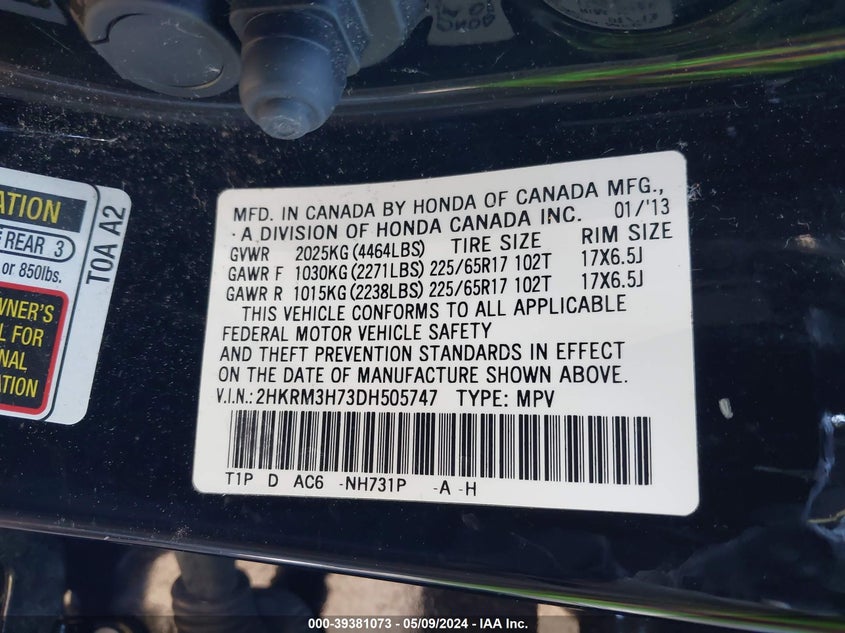 MFD. IN CANADA BY HONDA OF CANADA MFG.,
A DIVISION OF HONDA CANADA INC. 01/'13
GVWR 2025KG (4464LBS) TIRE SIZE RIM SIZE
GAWR F 1030KG (2271LBS) 225/65R17 102T 17X6.5J
GAWR R 1015KG (2238LBS) 225/65R17 102T 17X6.5J
THIS VEHICLE CONFORMS TO ALL APPLICABLE
FEDERAL MOTOR VEHICLE SAFETY
AND THEFT PREVENTION STANDARDS IN EFFECT
ON THE DATE OF MANUFACTURE SHOWN ABOVE.
V.I.N.: 2HKRM3H73DH505747 TYPE: MPV
T1P D AC6 -NH731P -A -H
ATION
REAR 3
or 850lbs.
WNER'S
L FOR
NAL
ATION
T0A A2
000-39381073 - 05/09/2024 - IAA Inc.